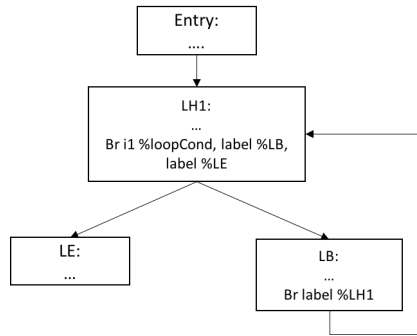 Entry:
....
LH1:
...
Br i1 %loopCond, label %LB,
label %LE
LE:
...
LB:
...
Br label %LH1